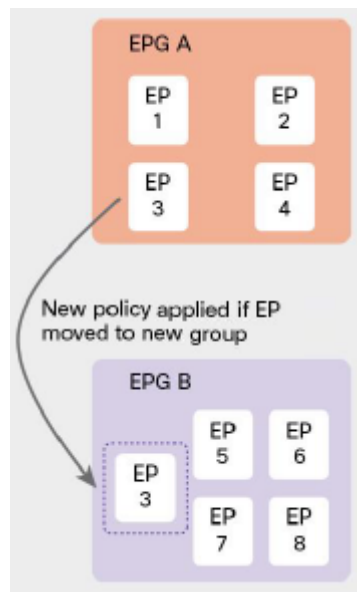 EPG A
EP
1
EP
2
EP
3
EP
4
New policy applied if EP
moved to new group
EPG B
EP
3
EP
5
EP
6
EP
7
EP
8